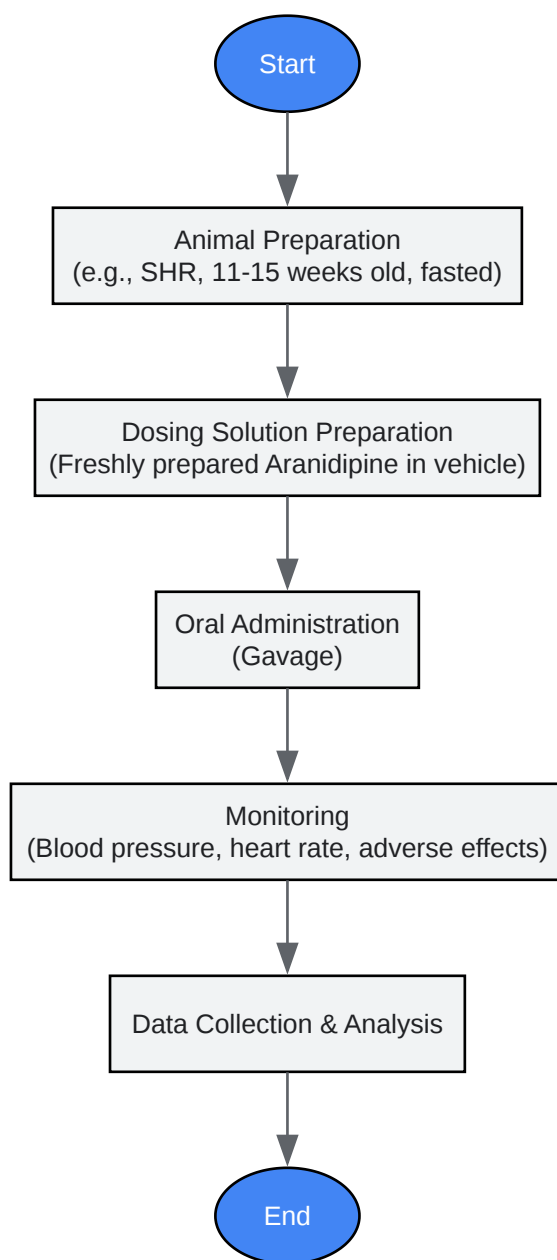 Start
Animal Preparation
(e.g., SHR, 11-15 weeks old, fasted)
Dosing Solution Preparation
(Freshly prepared Aranidipine in vehicle)
Oral Administration
(Gavage)
Monitoring
(Blood pressure, heart rate, adverse effects)
Data Collection & Analysis
End